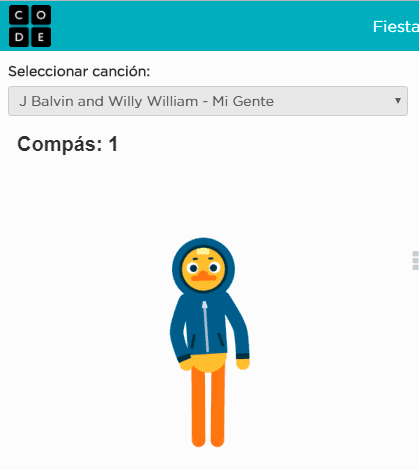 C O
D E
Fiesta
Seleccionar canción:
J Balvin and Willy William - Mi Gente
Compás: 1